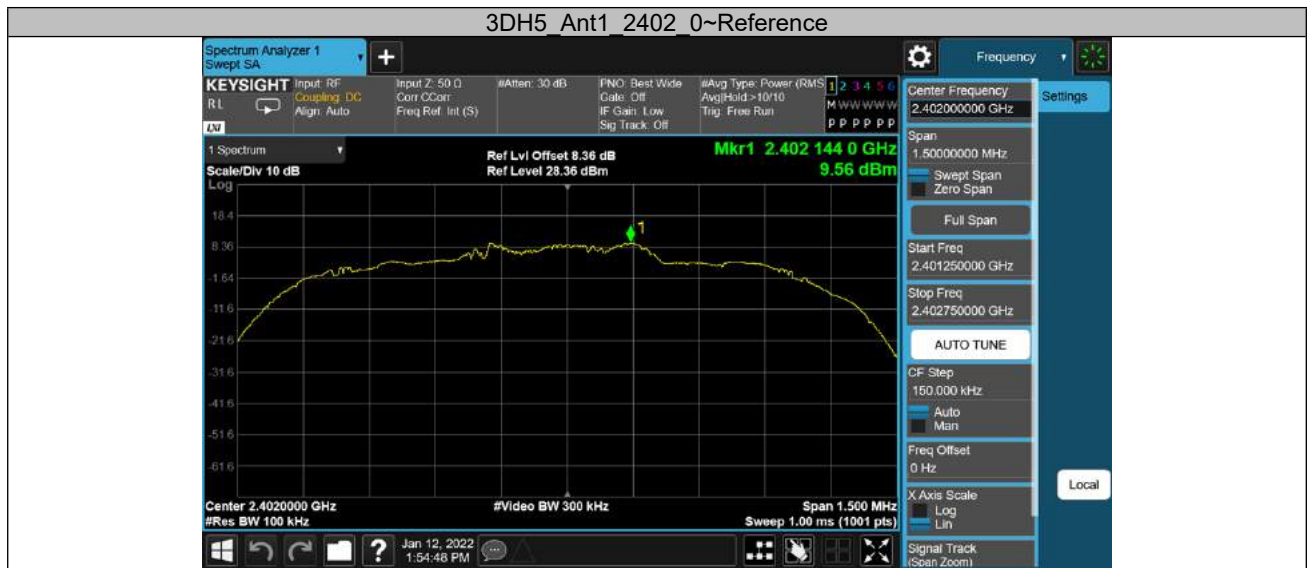 3DH5_Ant1_2402_0~Reference
Spectrum Analyzer 1
Swept SA
+
Frequency
KEYSIGHT
RL
LXI
Input: RF
Coupling: DC
Align: Auto
Input Z: 50 Ω
Corr CCorr
Freq Ref: Int (S)
#Atten: 30 dB
PNO: Best Wide
Gate: Off
IF Gain: Low
Sig Track: Off
#Avg Type: Power (RMS
Avg|Hold:>10/10
Trig: Free Run
1 2 3 4 5 6
M W W W W W
P P P P P P
1 Spectrum
Scale/Div 10 dB
Log
Ref Lvl Offset 8.36 dB
Ref Level 28.36 dBm
Mkr1 2.402 144 0 GHz
9.56 dBm
1
18.4
8.36
-1.64
-11.6
-21.6
-31.6
-41.6
-51.6
-61.6
Center 2.4020000 GHz
#Res BW 100 kHz
#Video BW 300 kHz
Span 1.500 MHz
Sweep 1.00 ms (1001 pts)
Center Frequency
2.402000000 GHz
Settings
Span
1.50000000 MHz
Swept Span
Zero Span
Full Span
Start Freq
2.401250000 GHz
Stop Freq
2.402750000 GHz
AUTO TUNE
CF Step
150.000 kHz
Auto
Man
Freq Offset
0 Hz
X Axis Scale
Log
Lin
Local
Signal Track
(Span Zoom)
?
Jan 12, 2022
1:54:48 PM